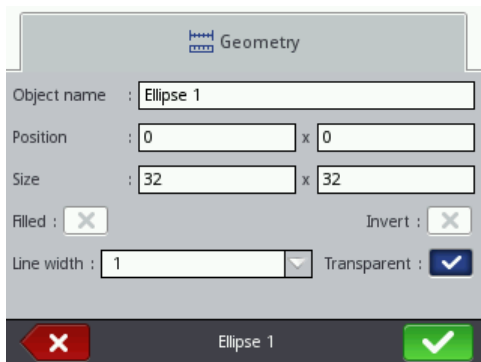 Geometry
Object name : Ellipse 1
Position : 0 x 0
Size : 32 x 32
Filled : Invert :
Line width : 1 Transparent :
Ellipse 1